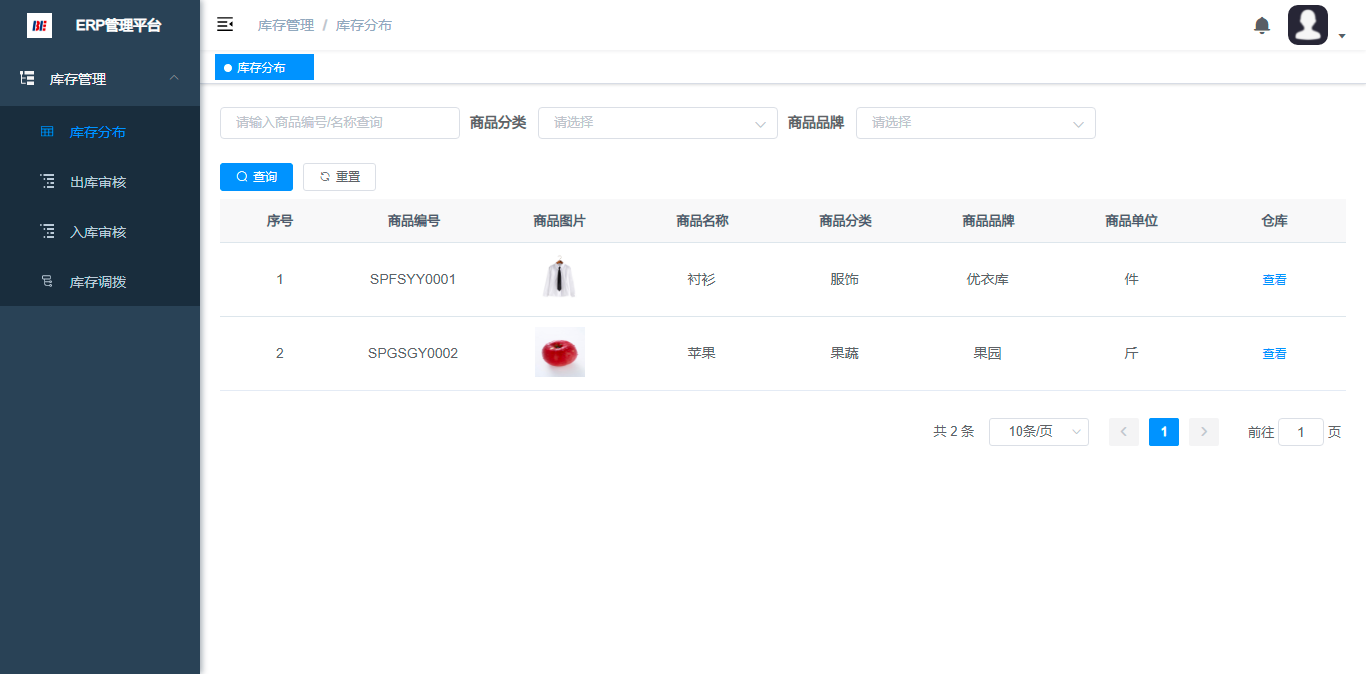 ERP管理平台
库存管理 / 库存分布
库存管理
库存分布
库存分布
出库审核
入库审核
库存调拨
请输入商品编号/名称查询 商品分类 请选择 商品品牌 请选择
查询 重置
序号 商品编号 商品图片 商品名称 商品分类 商品品牌 商品单位 仓库
1 SPFSYY0001 衬衫 服饰 优衣库 件 查看
2 SPGSGY0002 苹果 果蔬 果园 斤 查看
共 2 条 10条/页 1 前往 1 页